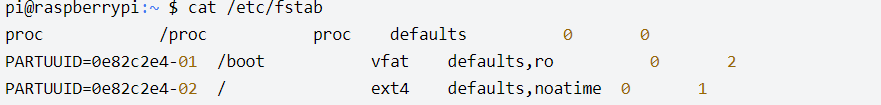 pi@raspberrypi:~ $ cat /etc/fstab
proc /proc proc defaults 0 0
PARTUUID=0e82c2e4-01 /boot vfat defaults,ro 0 2
PARTUUID=0e82c2e4-02 / ext4 defaults,noatime 0 1